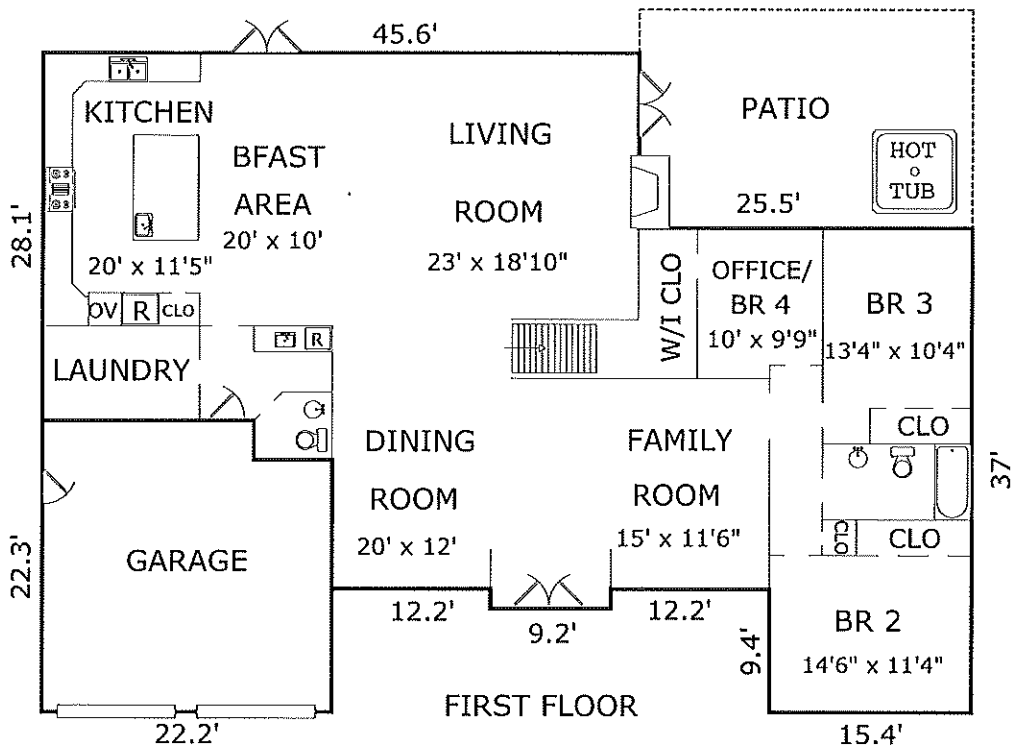 45.6'
KITCHEN
BFAST
AREA
20' x 10'
20' x 11'5"
LIVING
ROOM
23' x 18'10"
PATIO
HOT
TUB
25.5'
28.1'
OV
R
CLO
LAUNDRY
R
W/I CLO
OFFICE/
BR 4
10' x 9'9"
BR 3
13'4" x 10'4"
CLO
DINING
ROOM
20' x 12'
FAMILY
ROOM
15' x 11'6"
37'
CLO
CLO
GARAGE
22.3'
12.2'
9.2'
12.2'
9.4'
BR 2
14'6" x 11'4"
FIRST FLOOR
22.2'
15.4'